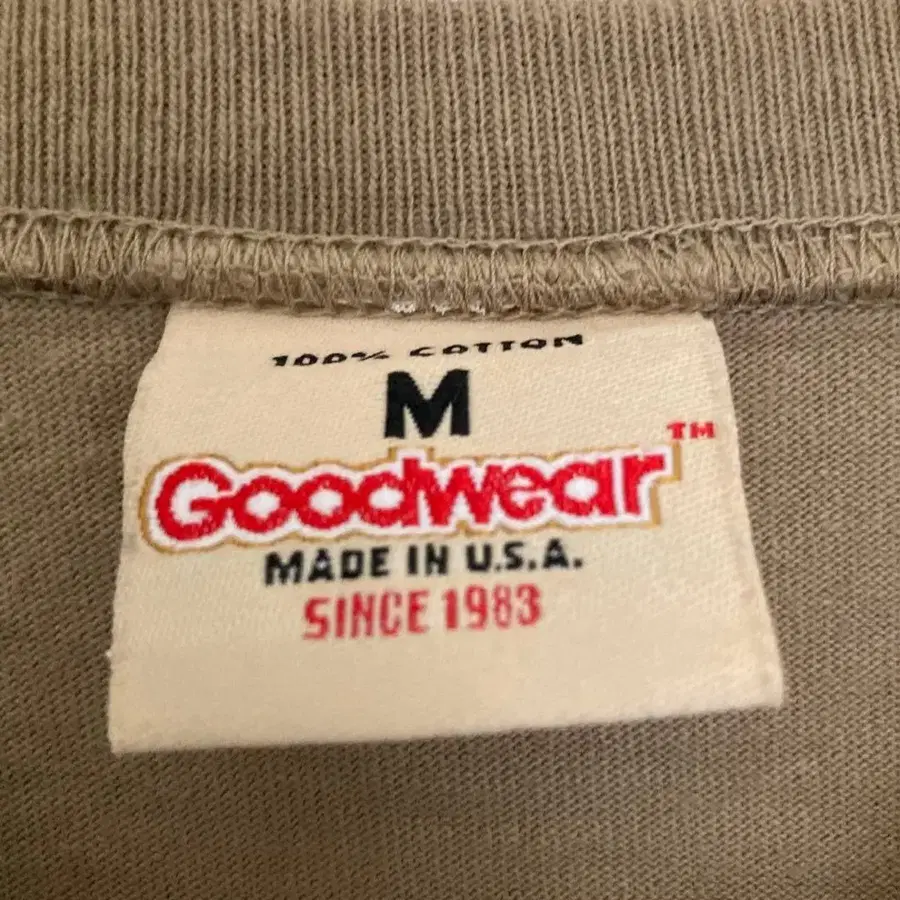 100% COTTON
M
Goodwear™
MADE IN U.S.A.
SINCE 1983